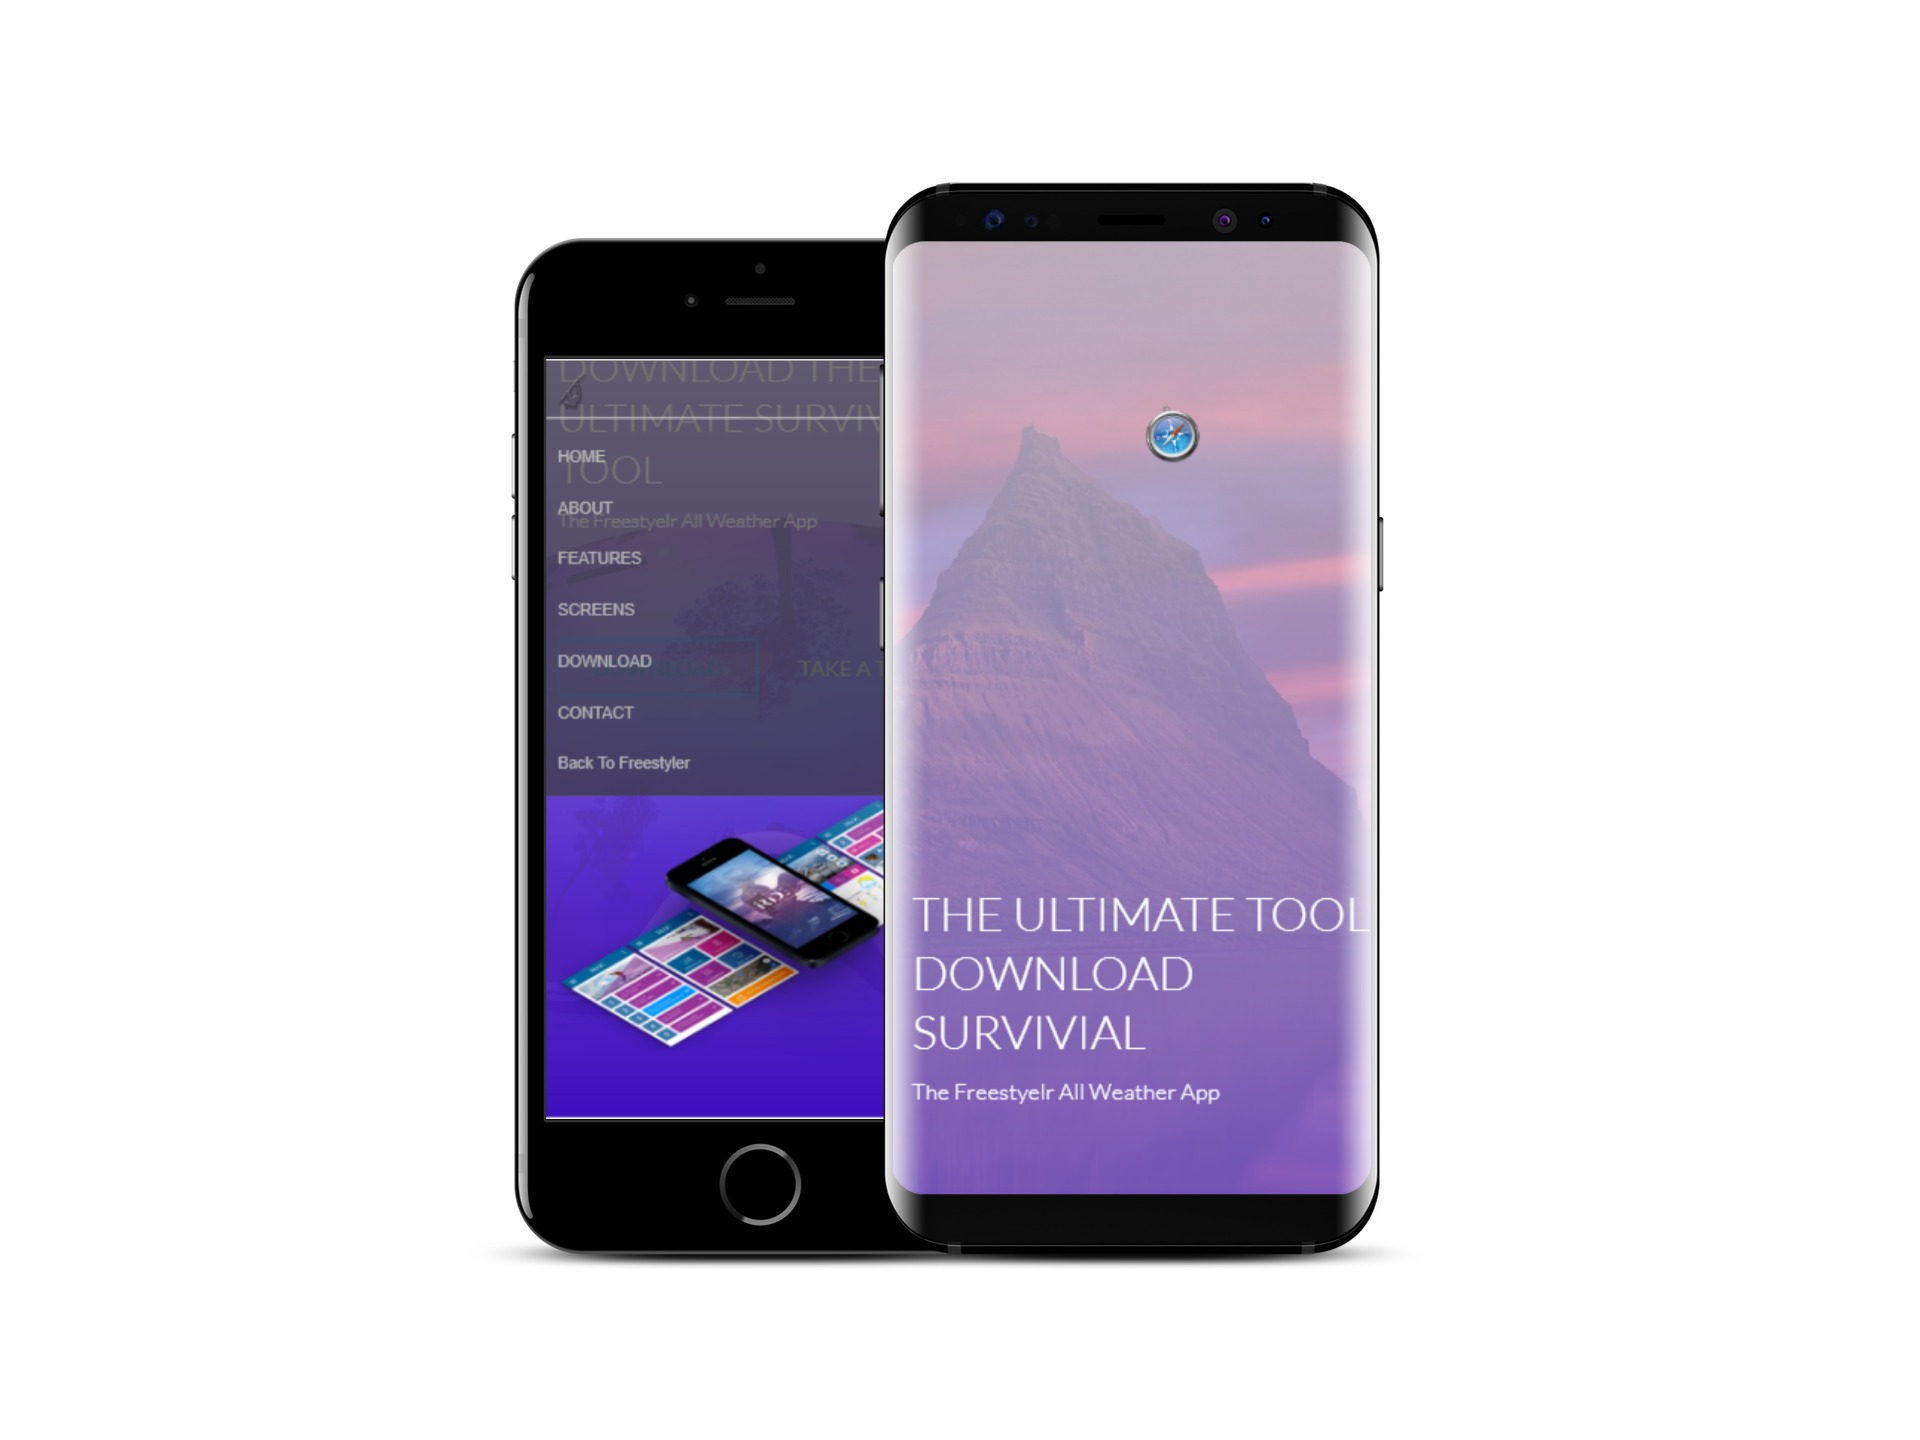 DOWNLOAD THE
ULTIMATE SURVIV
HOME
TOOL
ABOUT
The Freestyelr All Weather App
FEATURES
SCREENS
DOWNLOAD
TAKE A T
CONTACT
Back To Freestyler
THE ULTIMATE TOOL
DOWNLOAD
SURVIVIAL
The Freestyelr All Weather App